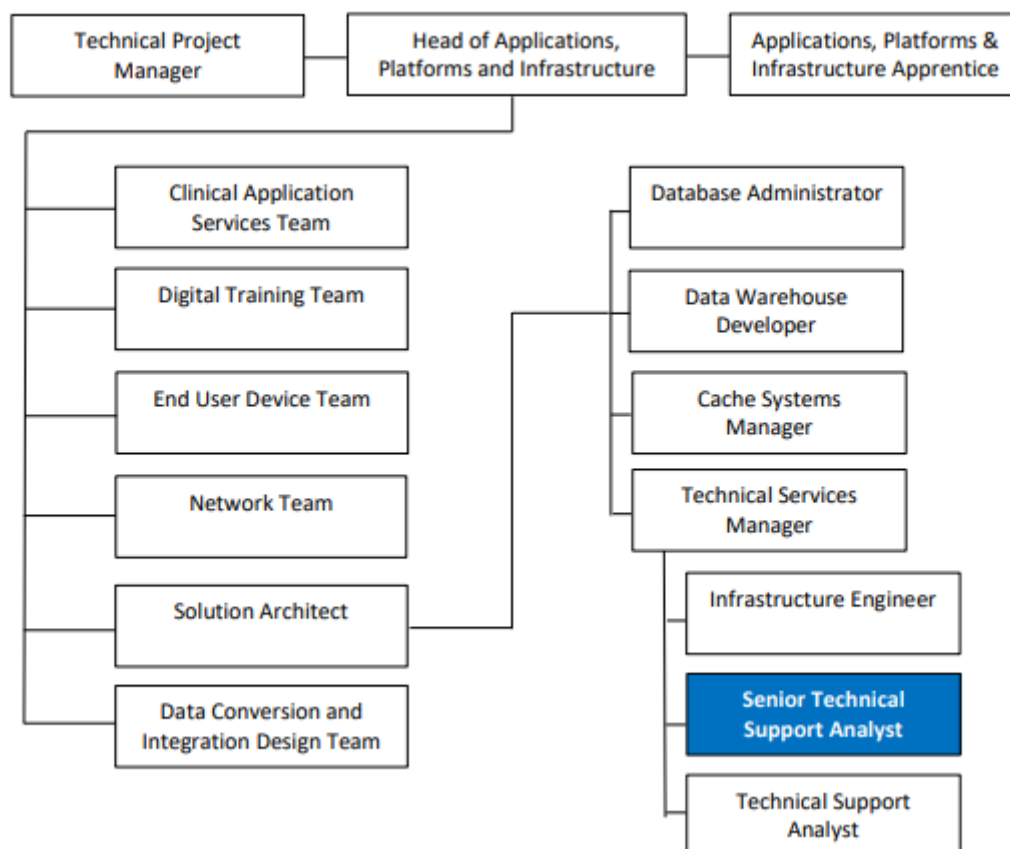 Technical Project
Manager
Head of Applications,
Platforms and Infrastructure
Applications, Platforms &
Infrastructure Apprentice
Clinical Application
Services Team
Digital Training Team
End User Device Team
Network Team
Solution Architect
Data Conversion and
Integration Design Team
Database Administrator
Data Warehouse
Developer
Cache Systems
Manager
Technical Services
Manager
Infrastructure Engineer
Senior Technical
Support Analyst
Technical Support
Analyst